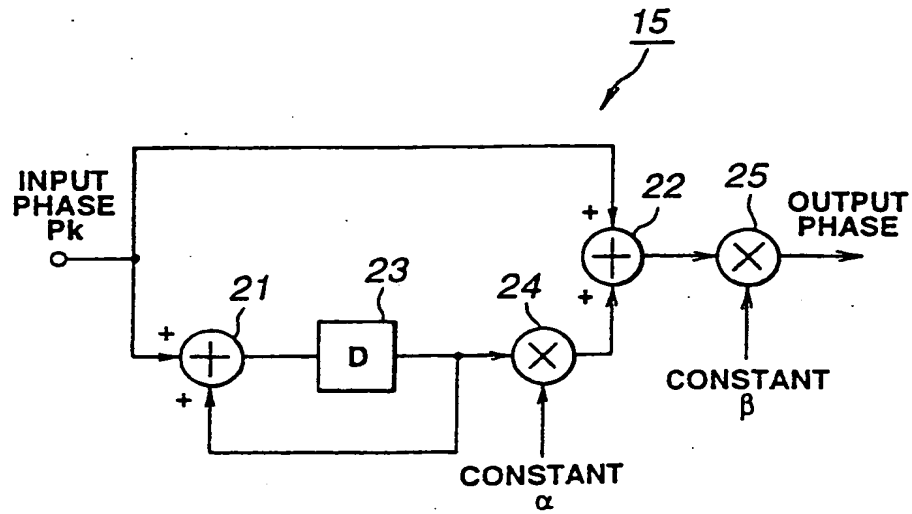 15
INPUT
PHASE
Pk
+
22
25
OUTPUT
PHASE
+
×
21
23
24
+
+
D
×
+
+
CONSTANT
β
CONSTANT
α